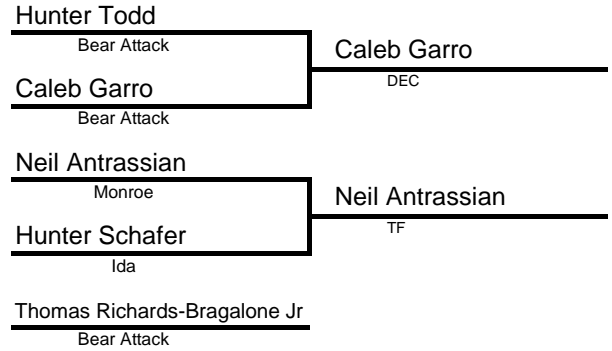 Hunter Todd
Bear Attack
Caleb Garro
DEC
Caleb Garro
Bear Attack
Neil Antrassian
Monroe
Neil Antrassian
TF
Hunter Schafer
Ida
Thomas Richards-Bragalone Jr
Bear Attack